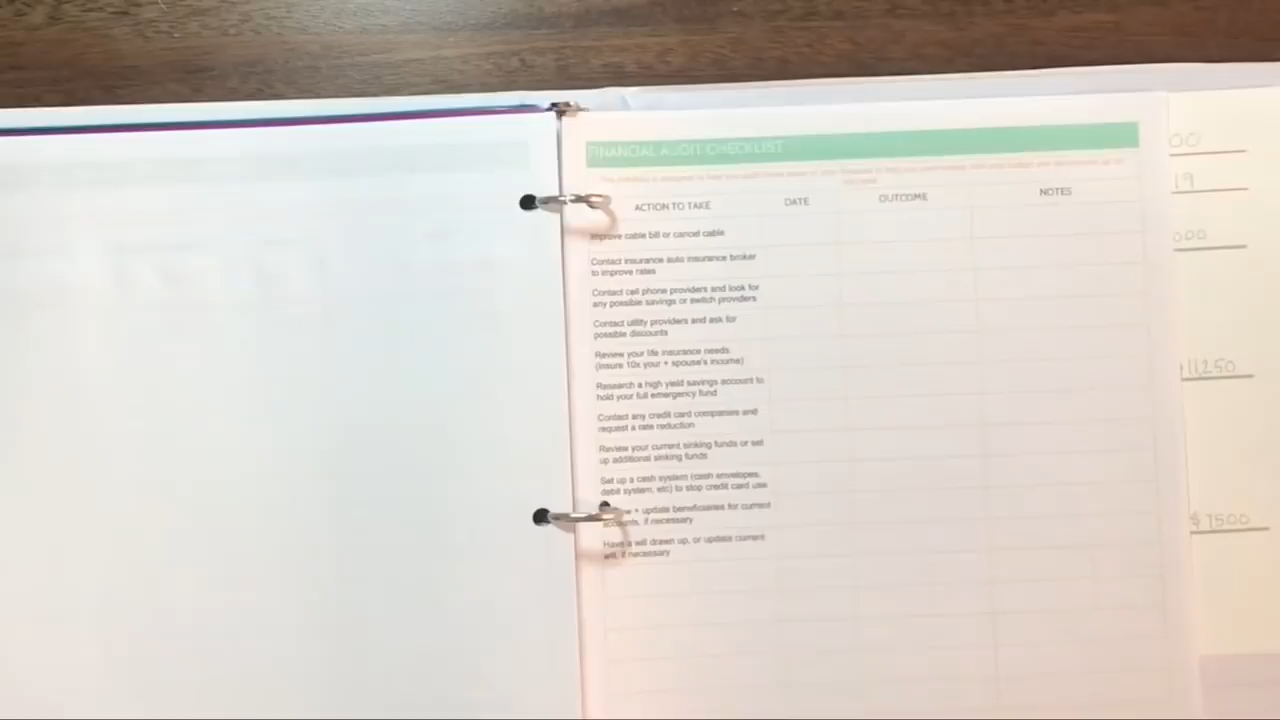 FINANCIAL AUDIT CHECKLIST
ACTION TO TAKE DATE OUTCOME NOTES
Improve cable bill or cancel cable
Contact insurance auto insurance broker
to improve rates
Contact cell phone providers and look for
any possible savings or switch providers
Contact utility providers and ask for
possible discounts
Review your life insurance needs.
(insure 10x your + spouse's income)
Research a high yield savings account to
hold your full emergency fund
Contact any credit card companies and
request a rate reduction
Review your current sinking funds or set
up additional sinking funds
Set up a cash system (cash envelopes,
debit system, etc) to stop credit card use
+ update beneficiaries for current
accounts, if necessary
Have a will drawn up, or update current
will, if necessary
00
19
000
11,250
$7500